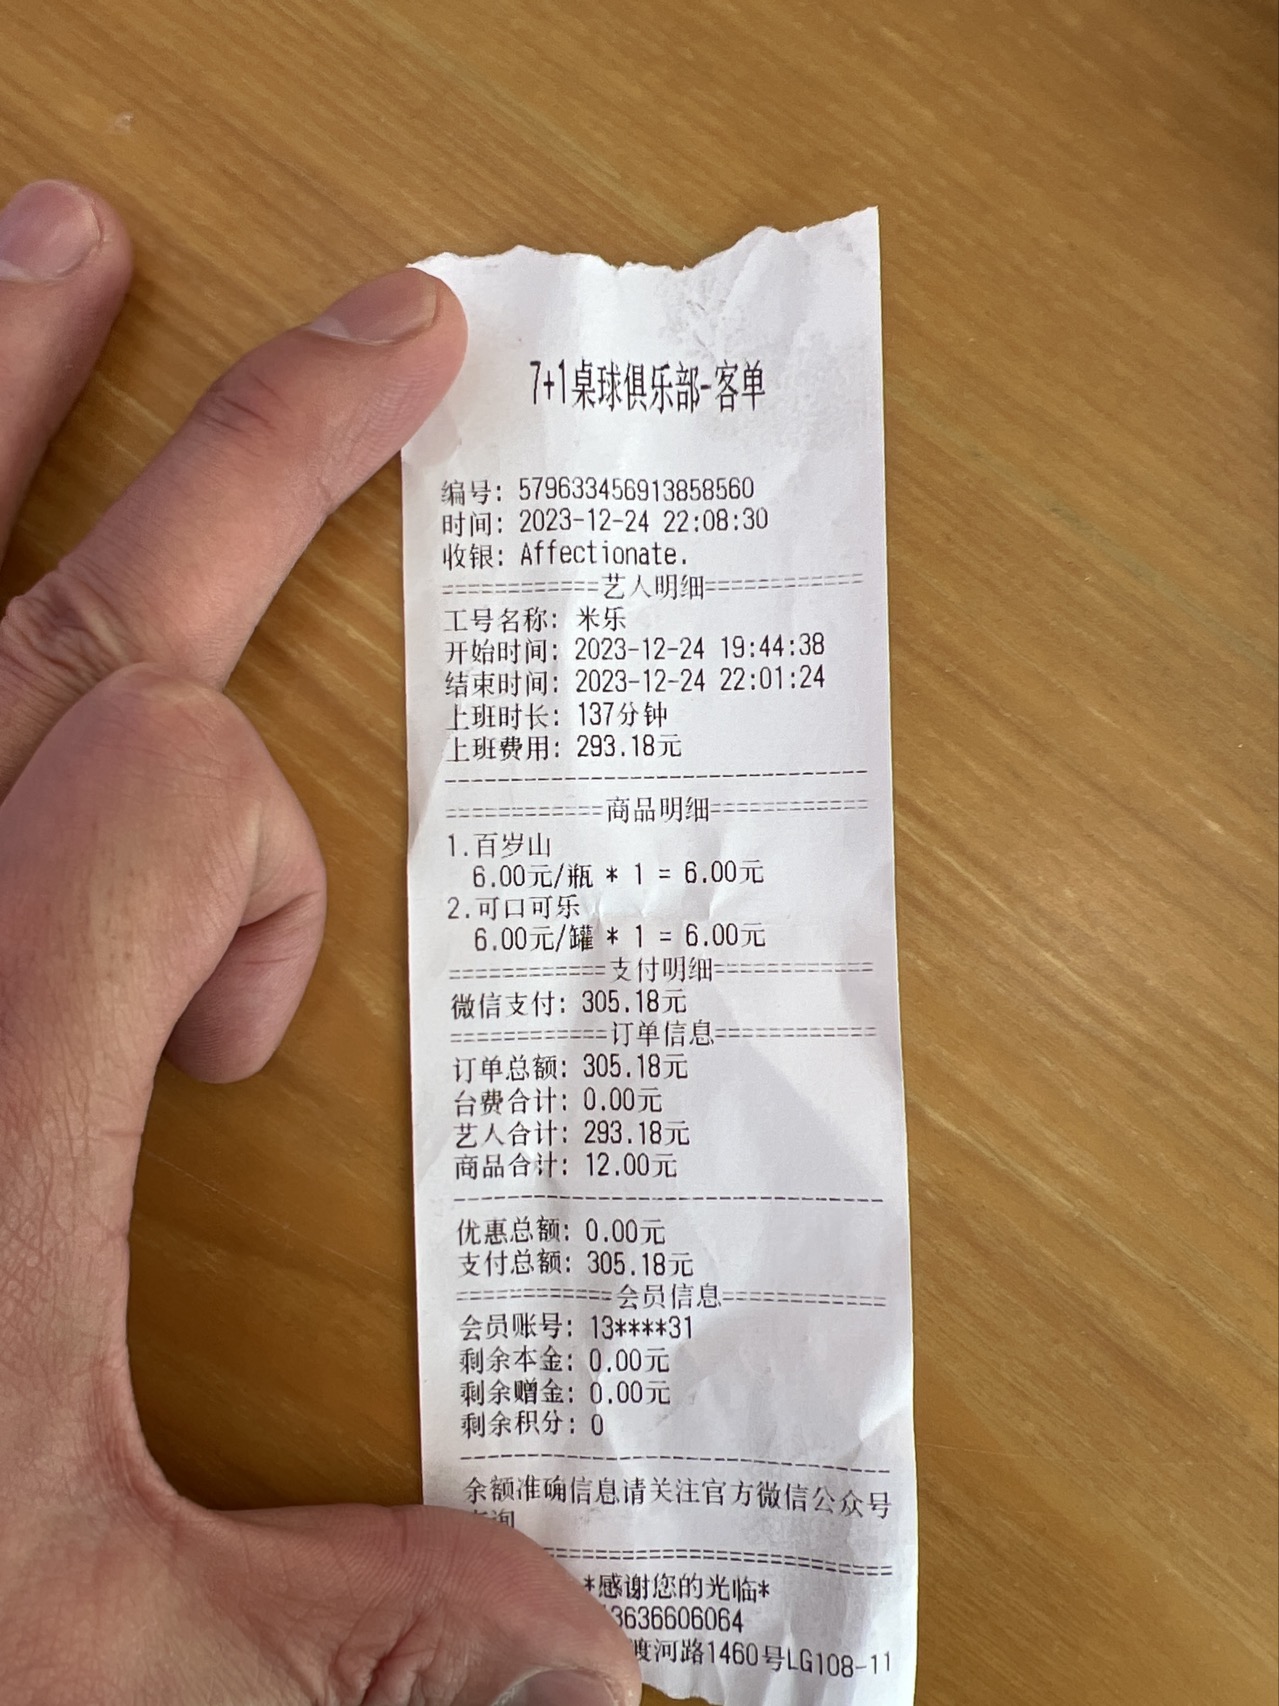 7+1桌球俱乐部-客单
编号: 579633456913858560
时间: 2023-12-24 22:08:30
收银: Affectionate.
============艺人明细============
工号名称: 米乐
开始时间: 2023-12-24 19:44:38
结束时间: 2023-12-24 22:01:24
上班时长: 137分钟
上班费用: 293.18元
--------------------------------
============商品明细============
1.百岁山
6.00元/瓶 * 1 = 6.00元
2.可口可乐
6.00元/罐 * 1 = 6.00元
============支付明细============
微信支付: 305.18元
============订单信息============
订单总额: 305.18元
台费合计: 0.00元
艺人合计: 293.18元
商品合计: 12.00元
--------------------------------
优惠总额: 0.00元
支付总额: 305.18元
============会员信息============
会员账号: 13****31
剩余本金: 0.00元
剩余赠金: 0.00元
剩余积分: 0
--------------------------------
余额准确信息请关注官方微信公众号
查询
================================
*感谢您的光临*
3636606064
渡河路1460号LG108-11